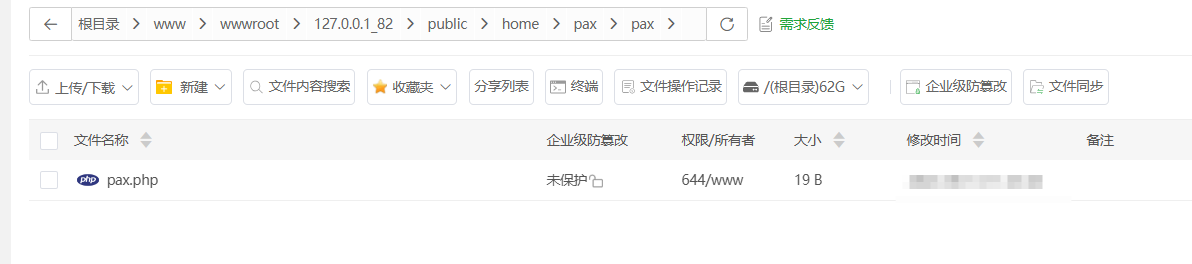 根目录 www wwwroot 127.0.0.1_82 public home pax pax 需求反馈
上传/下载 新建 文件内容搜索 收藏夹 分享列表 终端 文件操作记录 /(根目录)62G 企业级防篡改 文件同步
文件名称 企业级防篡改 权限/所有者 大小 修改时间 备注
php pax.php 未保护 644/www 19 B